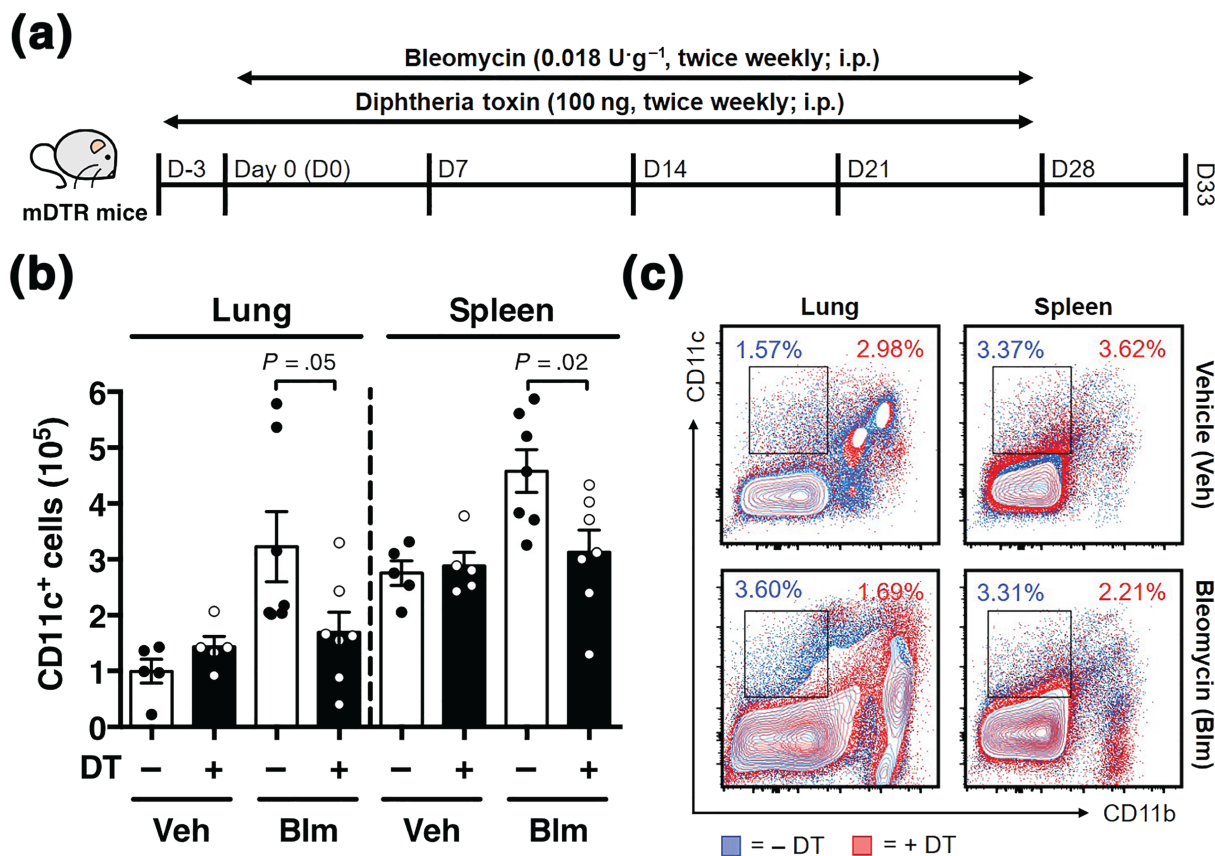 (a)
Bleomycin (0.018 U·g⁻¹, twice weekly; i.p.)
Diphtheria toxin (100 ng, twice weekly; i.p.)
D-3 Day 0 (D0) D7 D14 D21 D28 D33
mDTR mice
(b)
Lung Spleen
P = .05 P = .02
CD11c⁺ cells (10⁵)
6
5
4
3
2
1
0
DT − + − + − + − +
Veh Blm Veh Blm
(c)
Lung Spleen
CD11c
1.57% 2.98% 3.37% 3.62%
Vehicle (Veh)
3.60% 1.69% 3.31% 2.21%
Bleomycin (Blm)
CD11b
= – DT = + DT